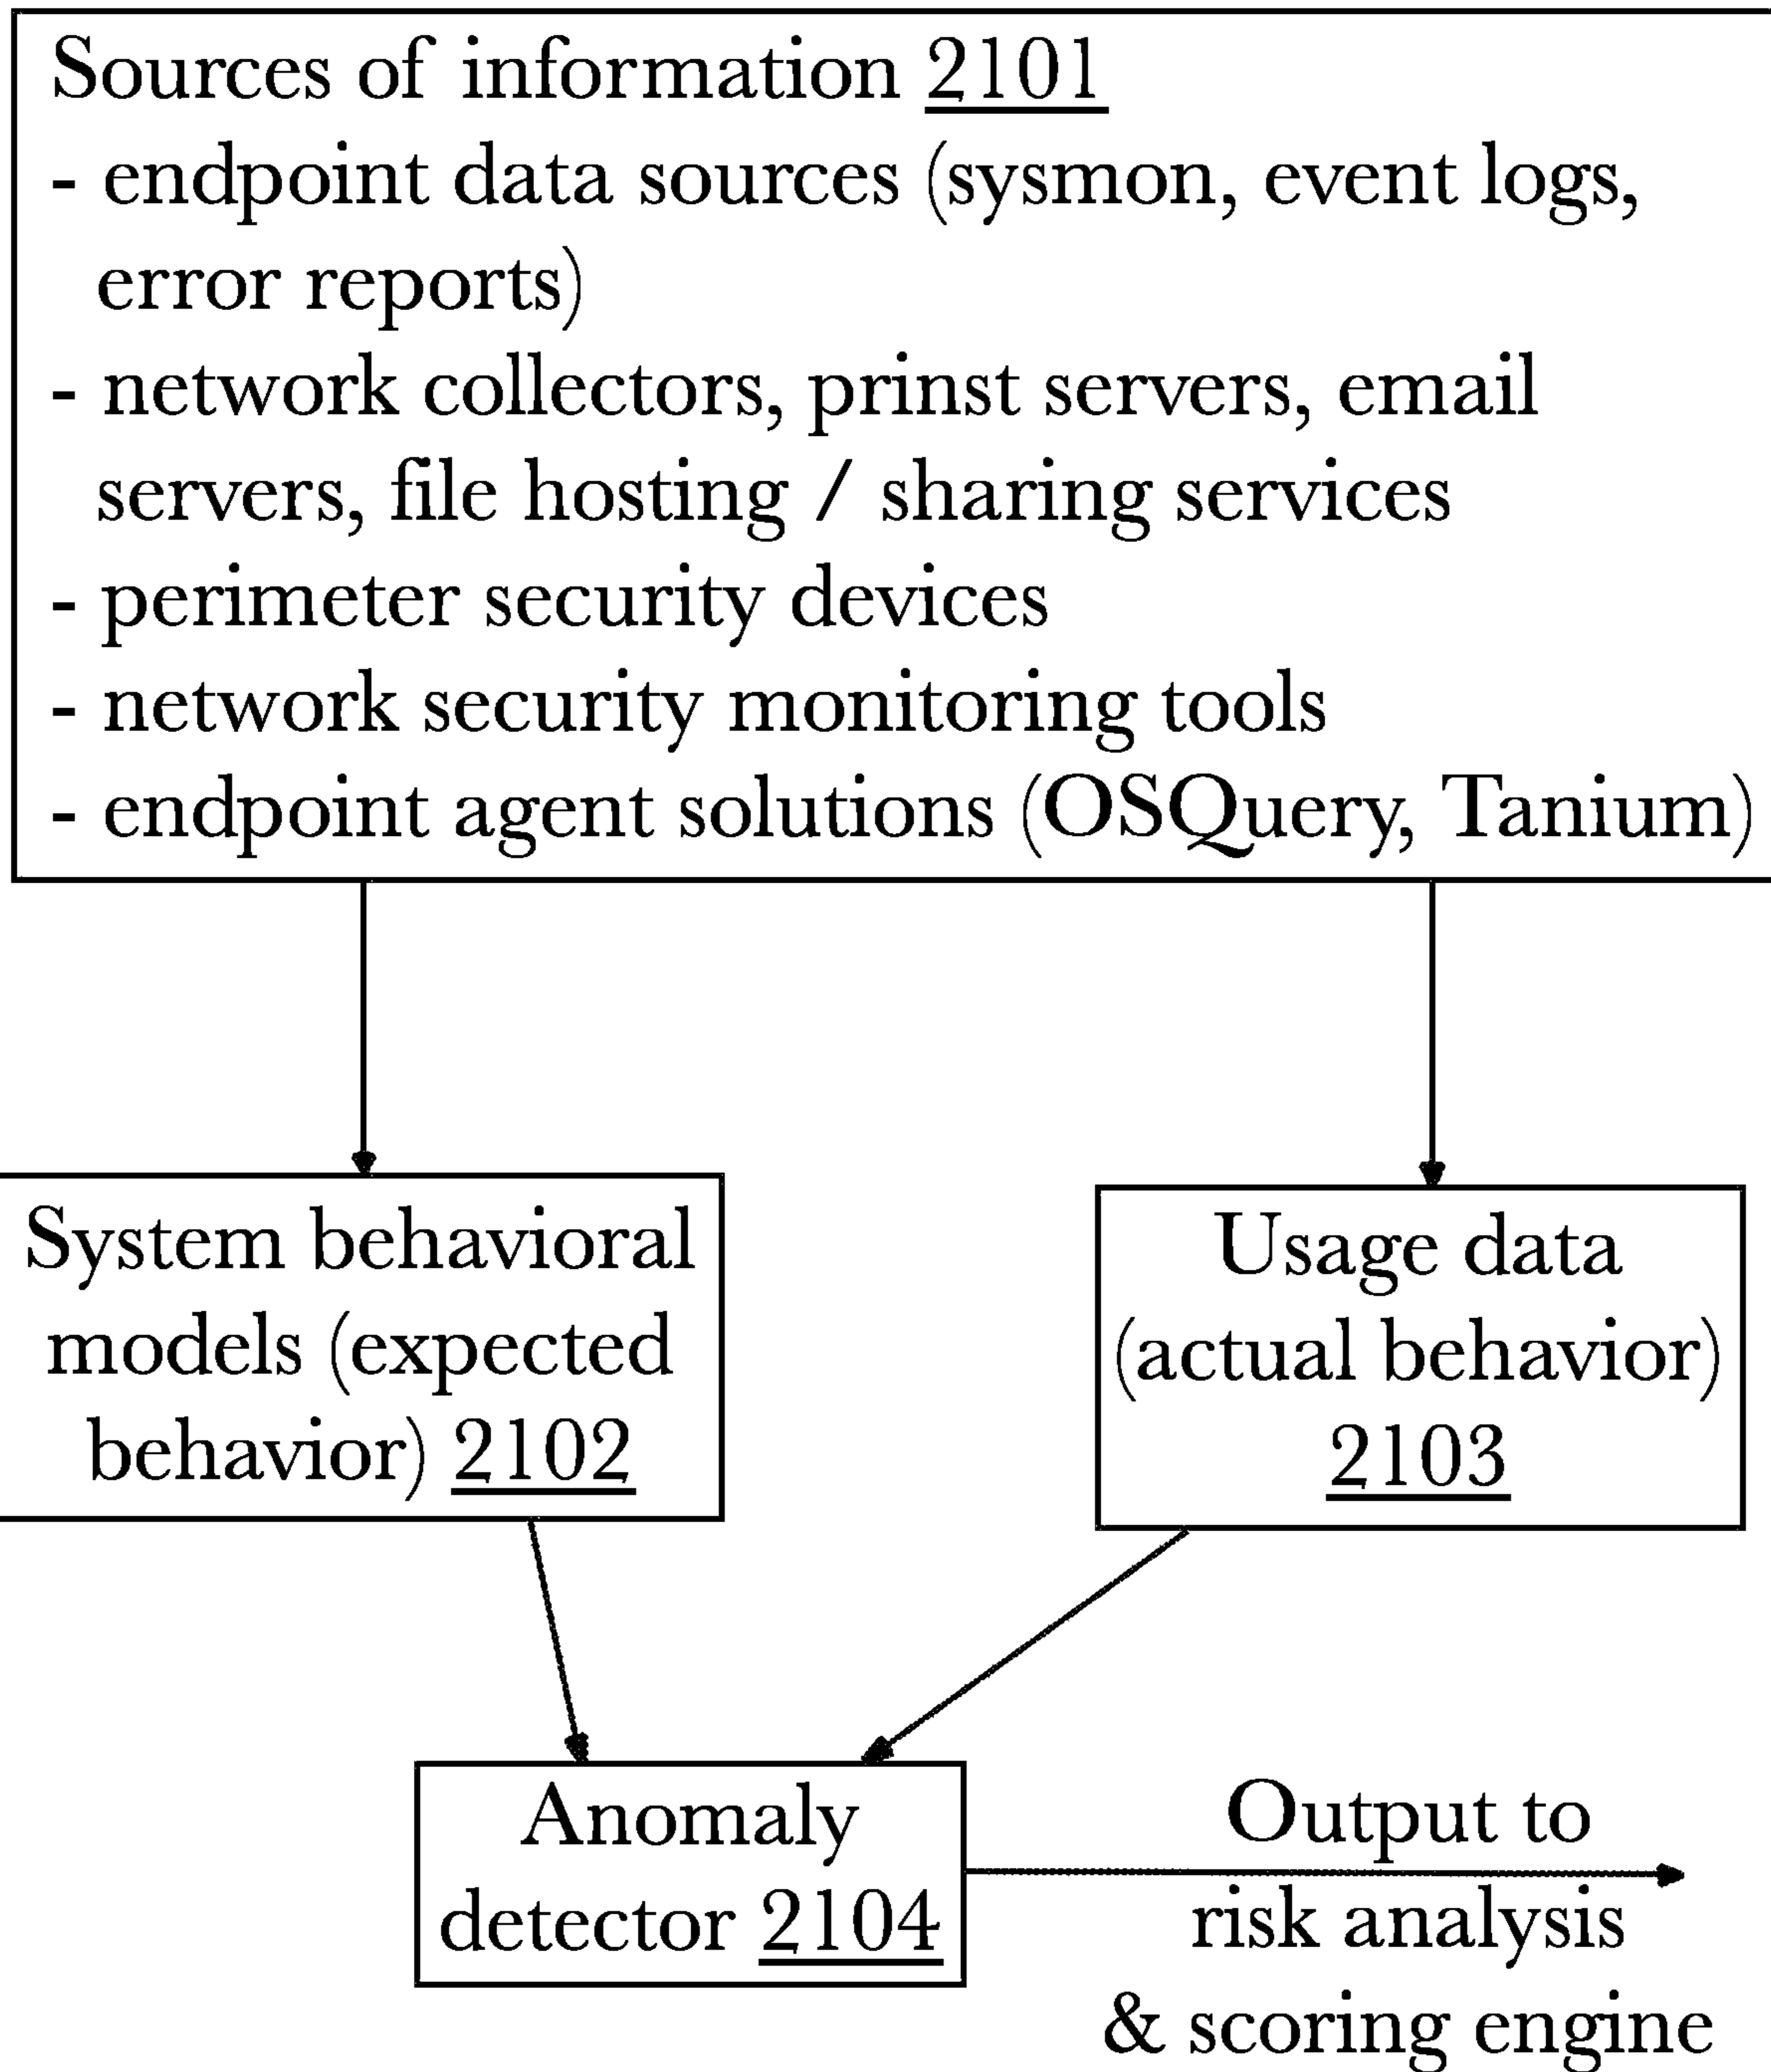 Sources of information 2101
- endpoint data sources (sysmon, event logs,
error reports)
- network collectors, prinst servers, email
servers, file hosting / sharing services
- perimeter security devices
- network security monitoring tools
- endpoint agent solutions (OSQuery, Tanium)
System behavioral
models (expected
behavior) 2102
Usage data
(actual behavior)
2103
Anomaly
detector 2104
Output to
risk analysis
& scoring engine